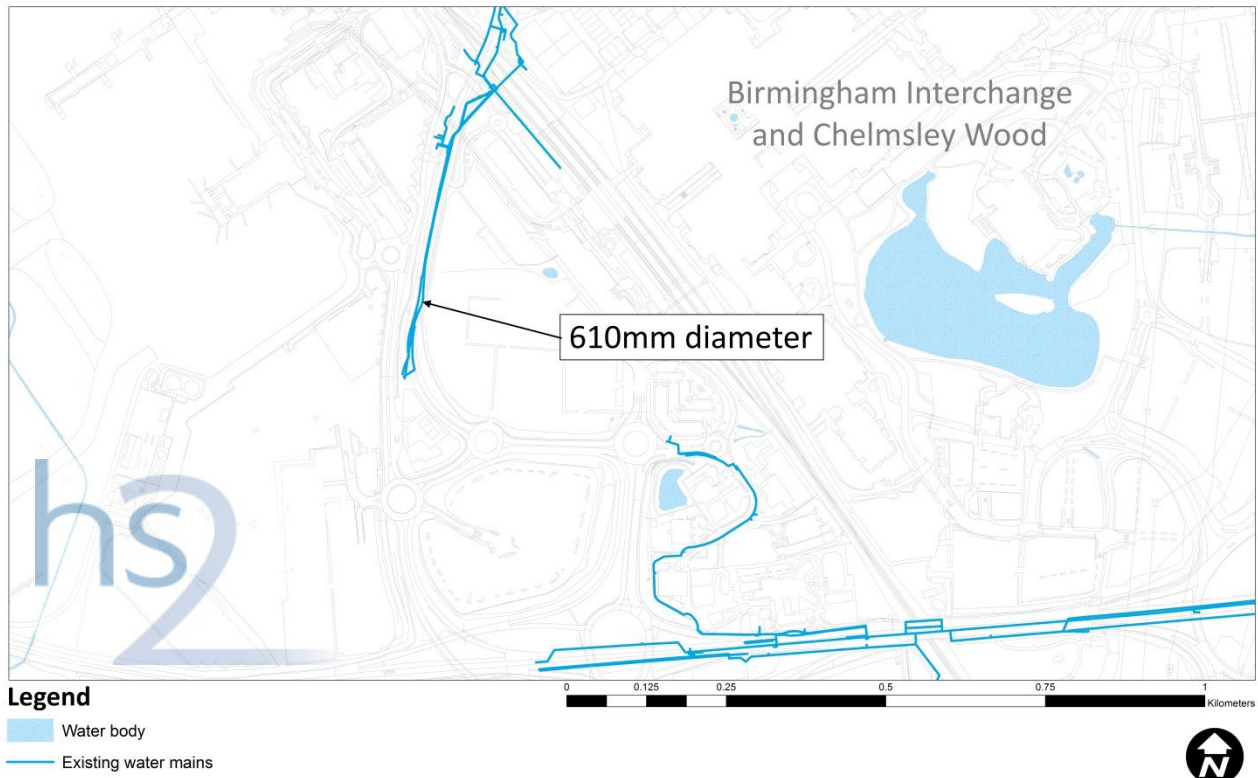 Birmingham Interchange
and Chelmsley Wood
610mm diameter
hs2
Legend
Water body
Existing water mains
0 0.125 0.25 0.5 0.75 1
Kilometers
N